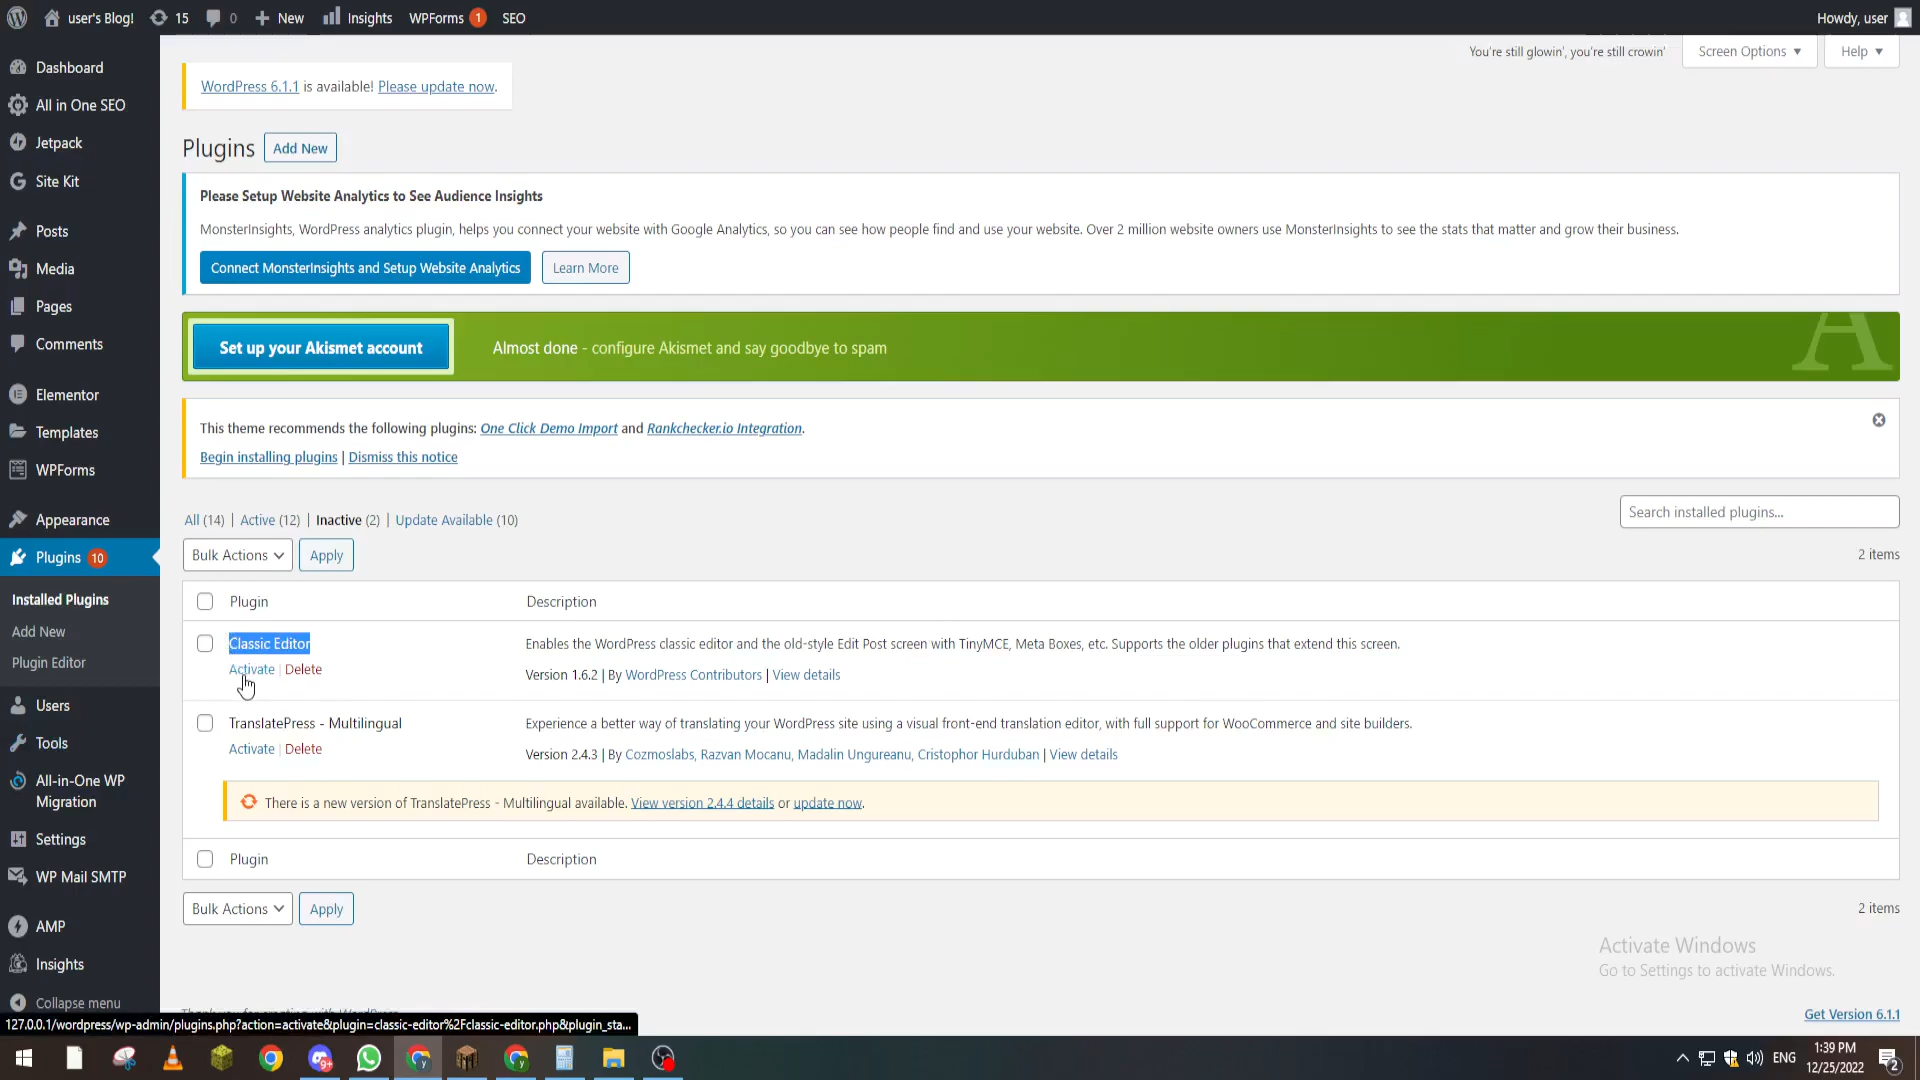 user's Blog!
15
0
New
Insights
WPForms
1
SEO
Howdy, user
Dashboard
All in One SEO
Jetpack
Site Kit
Posts
Media
Pages
Comments
Elementor
Templates
WPForms
Appearance
Plugins 10
Installed Plugins
Add New
Plugin Editor
Users
Tools
All-in-One WP
Migration
Settings
WP Mail SMTP
AMP
Insights
Collapse menu
You're still glowin', you're still crowin'
Screen Options
Help
WordPress 6.1.1 is available! Please update now.
Plugins
Add New
Please Setup Website Analytics to See Audience Insights
MonsterInsights, WordPress analytics plugin, helps you connect your website with Google Analytics, so you can see how people find and use your website. Over 2 million website owners use MonsterInsights to see the stats that matter and grow their business.
Connect MonsterInsights and Setup Website Analytics
Learn More
Set up your Akismet account
Almost done - configure Akismet and say goodbye to spam
This theme recommends the following plugins: One Click Demo Import and Rankchecker.io Integration.
Begin installing plugins | Dismiss this notice
All (14) | Active (12) | Inactive (2) | Update Available (10)
Search installed plugins...
Bulk Actions
Apply
2 items
Plugin
Description
Classic Editor
Activate | Delete
Enables the WordPress classic editor and the old-style Edit Post screen with TinyMCE, Meta Boxes, etc. Supports the older plugins that extend this screen.
Version 1.6.2 | By WordPress Contributors | View details
TranslatePress - Multilingual
Activate | Delete
Experience a better way of translating your WordPress site using a visual front-end translation editor, with full support for WooCommerce and site builders.
Version 2.4.3 | By Cozmoslabs, Razvan Mocanu, Madalin Ungureanu, Cristophor Hurduban | View details
There is a new version of TranslatePress - Multilingual available. View version 2.4.4 details or update now.
Plugin
Description
Bulk Actions
Apply
2 items
Activate Windows
Go to Settings to activate Windows.
Get Version 6.1.1
127.0.0.1/wordpress/wp-admin/plugins.php?action=activate&plugin=classic-editor%2Fclassic-editor.php&plugin_sta...
9+
ENG
1:39 PM
12/25/2022
2